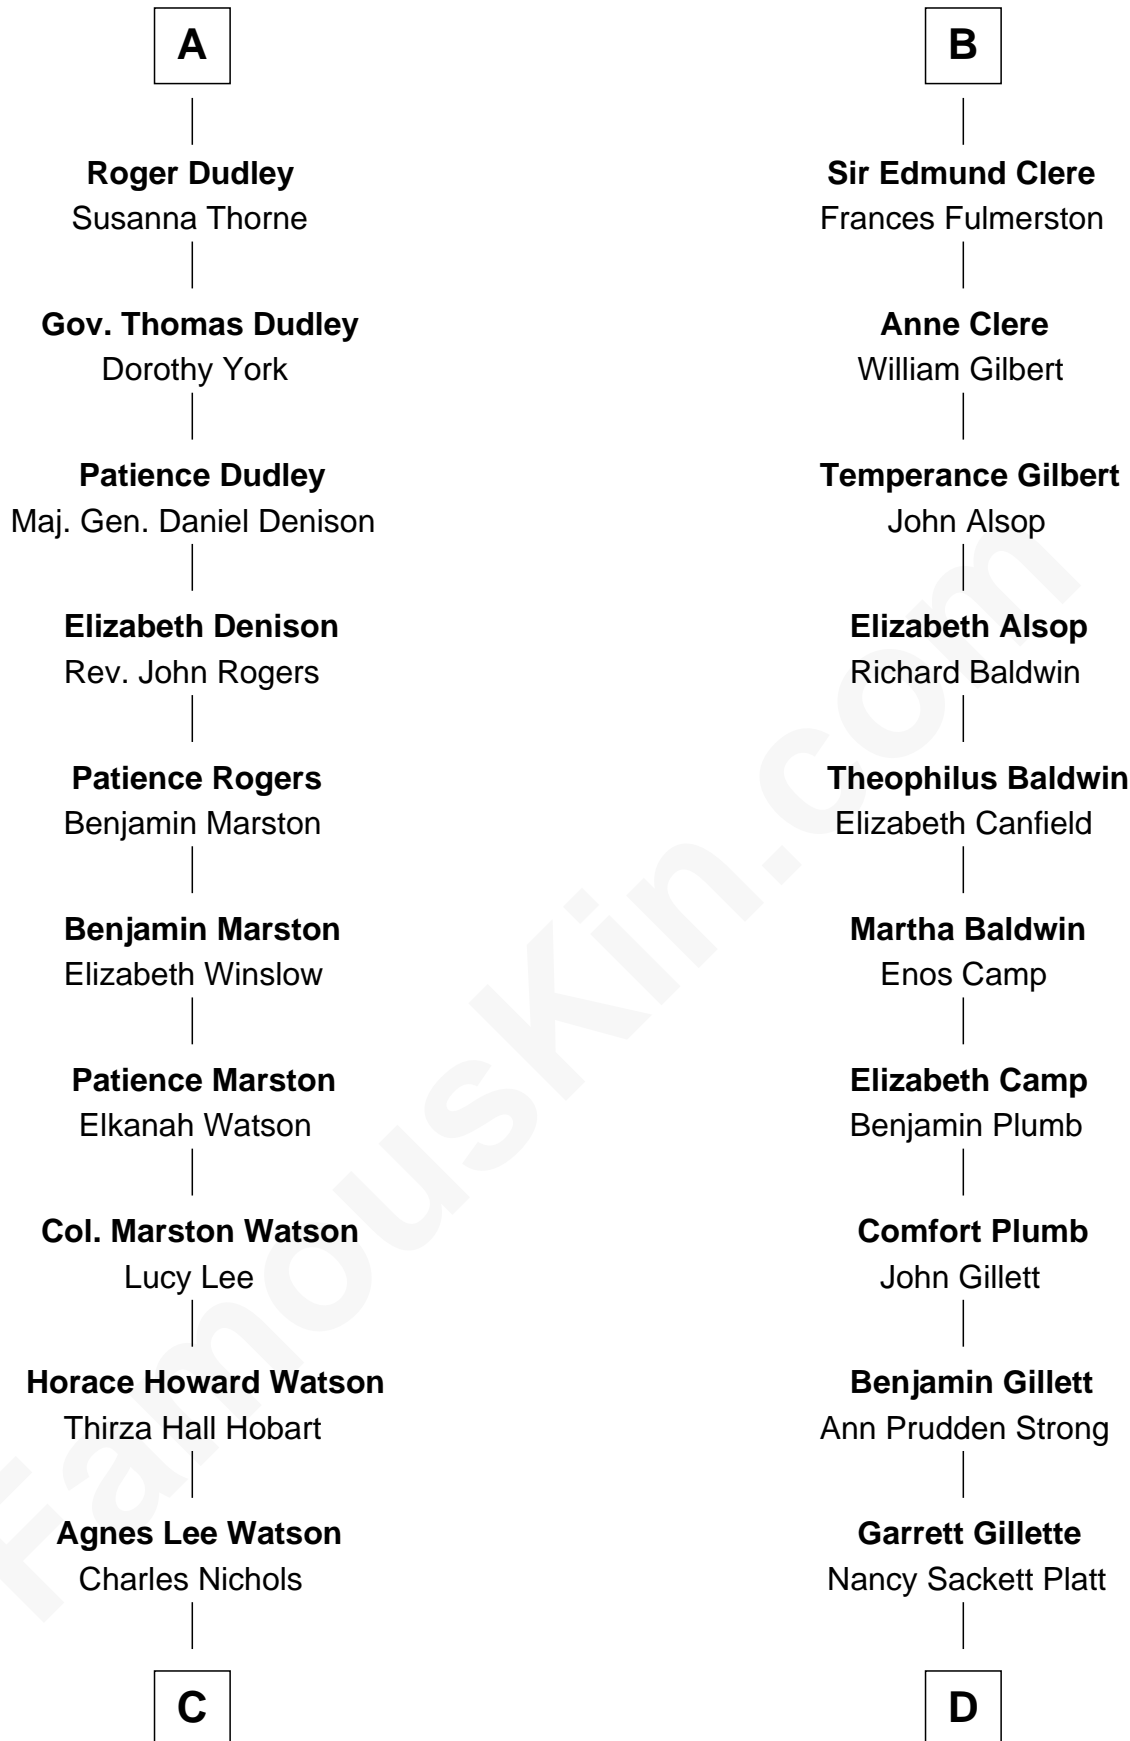 A
Roger Dudley
Susanna Thorne
Gov. Thomas Dudley
Dorothy York
Patience Dudley
Maj. Gen. Daniel Denison
Elizabeth Denison
Rev. John Rogers
Patience Rogers
Benjamin Marston
Benjamin Marston
Elizabeth Winslow
Patience Marston
Elkanah Watson
Col. Marston Watson
Lucy Lee
Horace Howard Watson
Thirza Hall Hobart
Agnes Lee Watson
Charles Nichols
C
B
Sir Edmund Clere
Frances Fulmerston
Anne Clere
William Gilbert
Temperance Gilbert
John Alsop
Elizabeth Alsop
Richard Baldwin
Theophilus Baldwin
Elizabeth Canfield
Martha Baldwin
Enos Camp
Elizabeth Camp
Benjamin Plumb
Comfort Plumb
John Gillett
Benjamin Gillett
Ann Prudden Strong
Garrett Gillette
Nancy Sackett Platt
D
FamousKin.com